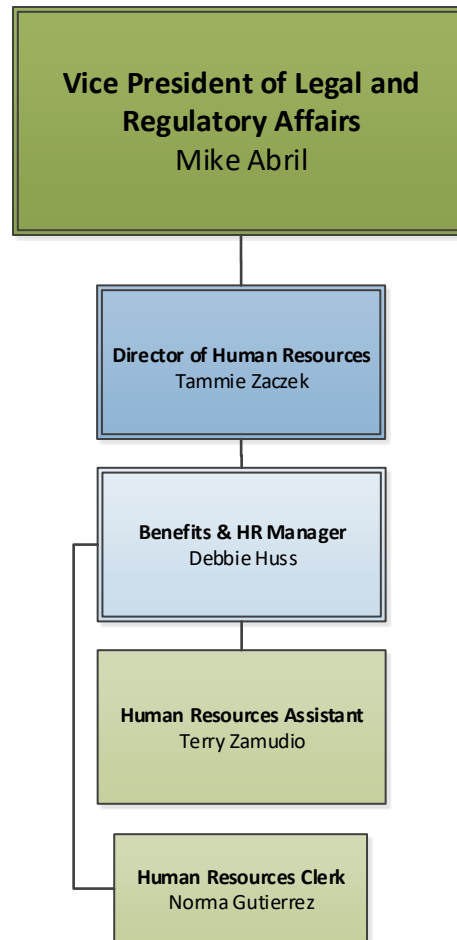 Vice President of Legal and
Regulatory Affairs
Mike Abril
Director of Human Resources
Tammie Zaczek
Benefits & HR Manager
Debbie Huss
Human Resources Assistant
Terry Zamudio
Human Resources Clerk
Norma Gutierrez